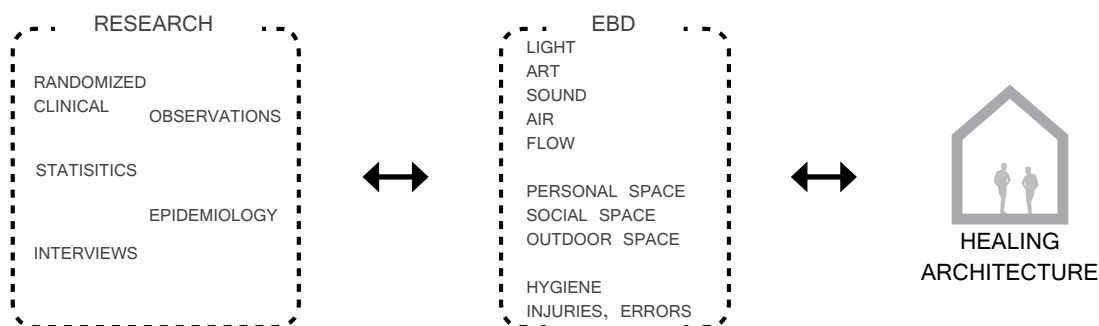 RESEARCH
RANDOMIZED
CLINICAL
OBSERVATIONS
STATISITICS
EPIDEMIOLOGY
INTERVIEWS
EBD
LIGHT
ART
SOUND
AIR
FLOW
PERSONAL SPACE
SOCIAL SPACE
OUTDOOR SPACE
HYGIENE
INJURIES, ERRORS
HEALING
ARCHITECTURE